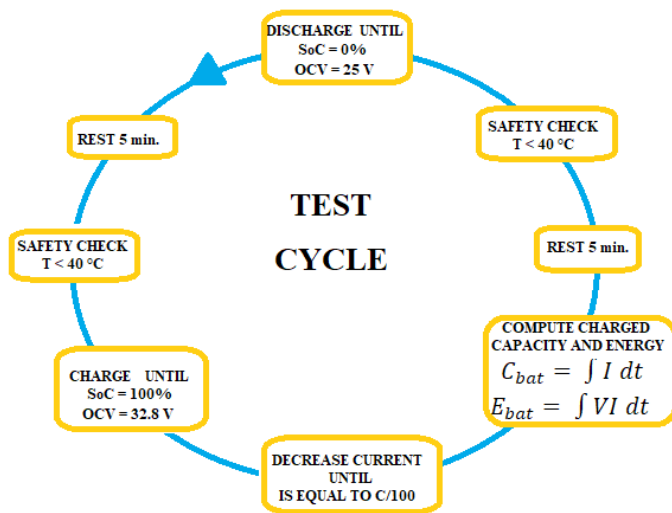 DISCHARGE UNTIL
SoC = 0%
OCV = 25 V
REST 5 min.
SAFETY CHECK
T < 40 °C
TEST
CYCLE
SAFETY CHECK
T < 40 °C
REST 5 min.
COMPUTE CHARGED
CAPACITY AND ENERGY
C_bat = ∫ I dt
E_bat = ∫ VI dt
CHARGE UNTIL
SoC = 100%
OCV = 32.8 V
DECREASE CURRENT
UNTIL
IS EQUAL TO C/100